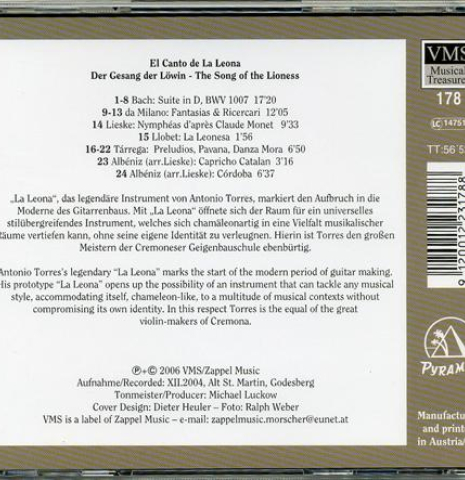 El Canto de La Leona
Der Gesang der Löwin - The Song of the Lioness
1-8 Bach: Suite in D, BWV 1007 17'20
9-13 da Milano: Fantasias & Ricercari 12'05
14 Lieske: Nymphéas d'après Claude Monet 9'33
15 Llobet: La Leonesa 1'56
16-22 Tárrega: Preludios, Pavana, Danza Mora 6'50
23 Albéniz (arr.Lieske): Capricho Catalan 3'16
24 Albéniz (arr.Lieske): Córdoba 6'37
„La Leona", das legendäre Instrument von Antonio Torres, markiert den Aufbruch in die
Moderne des Gitarrenbaus. Mit „La Leona" öffnete sich der Raum für ein universelles
stilübergreifendes Instrument, welches sich chamäleonartig in eine Vielfalt musikalischer
Räume vertiefen kann, ohne seine eigene Identität zu verleugnen. Hierin ist Torres den großen
Meistern der Cremoneser Geigenbauschule ebenbürtig.
Antonio Torres's legendary "La Leona" marks the start of the modern period of guitar making.
His prototype "La Leona" opens up the possibility of an instrument that can tackle any musical
style, accommodating itself, chameleon-like, to a multitude of musical contexts without
compromising its own identity. In this respect Torres is the equal of the great
violin-makers of Cremona.
℗+© 2006 VMS/Zappel Music
Aufnahme/Recorded: XII.2004, Alt St. Martin, Godesberg
Tonmeister/Producer: Michael Luckow
Cover Design: Dieter Heuler – Foto: Ralph Weber
VMS is a label of Zappel Music – e-mail: zappelmusic.morscher@eunet.at
VMS
Musical
Treasures
178
LC 14751
TT:56'5
9 120012 231788
PYRAM
Manufactu
and printe
in Austria/